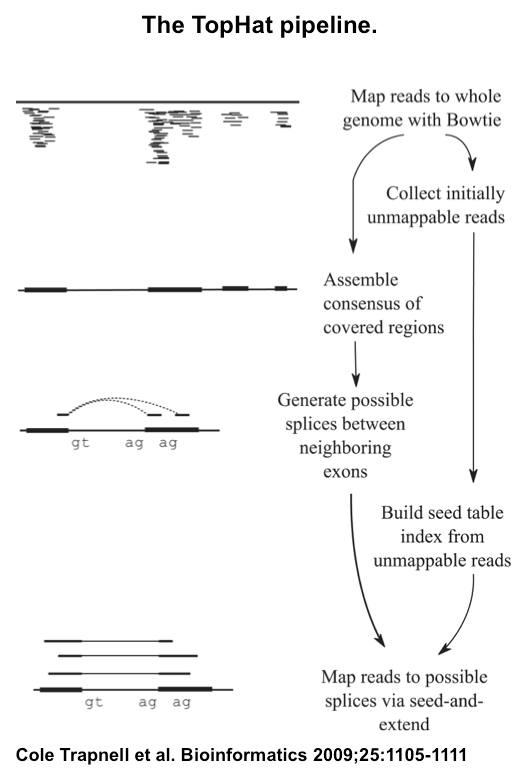 The TopHat pipeline.
Map reads to whole
genome with Bowtie
Collect initially
unmappable reads
Assemble
consensus of
covered regions
Generate possible
splices between
neighboring
exons
gt ag ag
Build seed table
index from
unmappable reads
Map reads to possible
splices via seed-and-
extend
gt ag ag
Cole Trapnell et al. Bioinformatics 2009;25:1105-1111